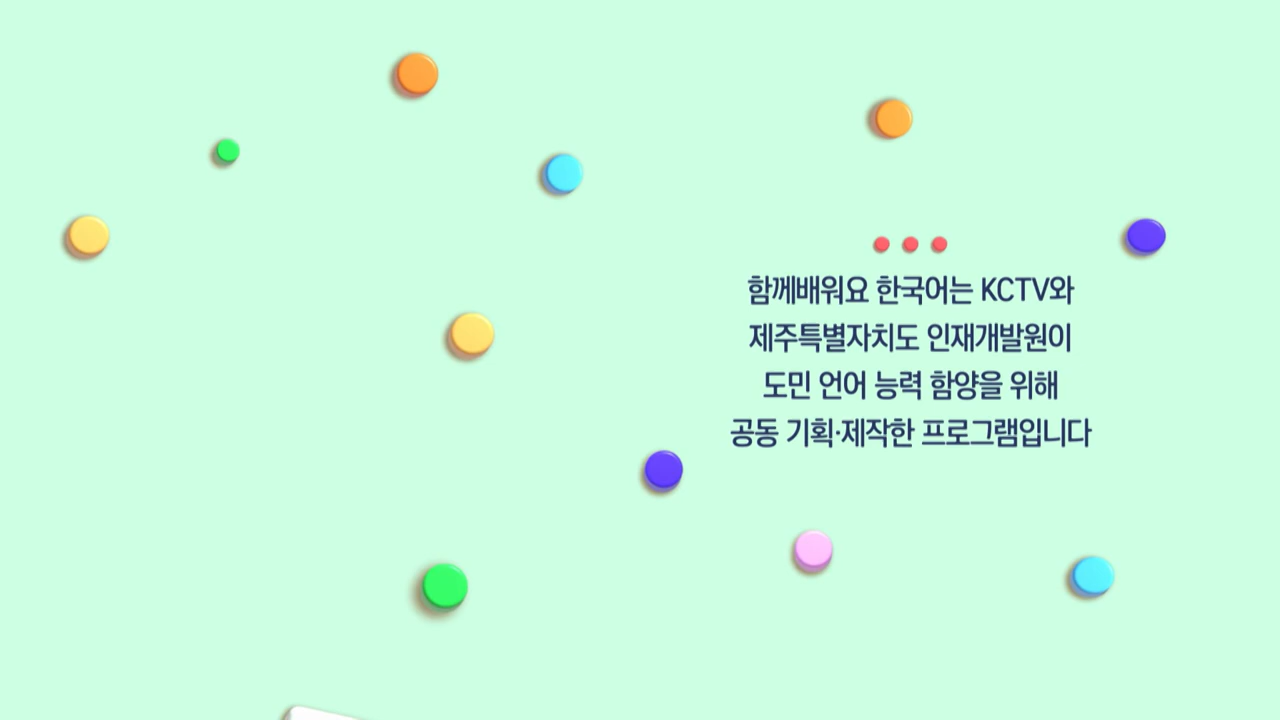 함께배워요 한국어는 KCTV와
제주특별자치도 인재개발원이
도민 언어 능력 함양을 위해
공동 기획·제작한 프로그램입니다